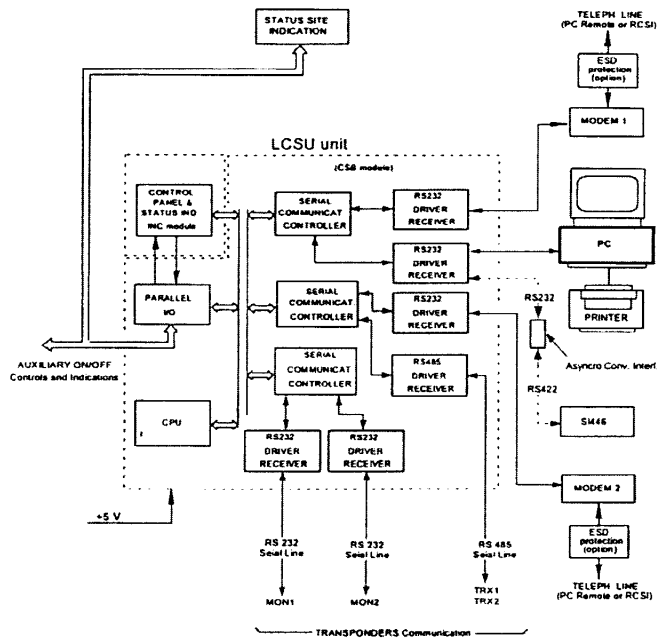 STATUS SITE
INDICATION
TELEPH LINE
(PC Remote or RCSI)
ESD
protection
(option)
MODEM 1
LCSU unit
(CSB module)
CONTROL
PANEL &
STATUS IND
INC module
SERIAL
COMMUNICAT.
CONTROLLER
RS232
DRIVER
RECEIVER
RS232
DRIVER
RECEIVER
PC
PARALLEL
I/O
SERIAL
COMMUNICAT.
CONTROLLER
RS232
DRIVER
RECEIVER
RS232
PRINTER
AUXILIARY ON/OFF
Controls and Indications
SERIAL
COMMUNICAT.
CONTROLLER
RS485
DRIVER
RECEIVER
Asyncro Conv. Interf
RS422
CPU
SI446
RS232
DRIVER
RECEIVER
RS232
DRIVER
RECEIVER
MODEM 2
+5 V
RS 232
Seial Line
RS 232
Seial Line
RS 485
Seial Line
ESD
protection
(option)
MON1
MON2
TRX1
TRX2
TELEPH LINE
(PC Remote or RCSI)
TRANSPONDERS Communication